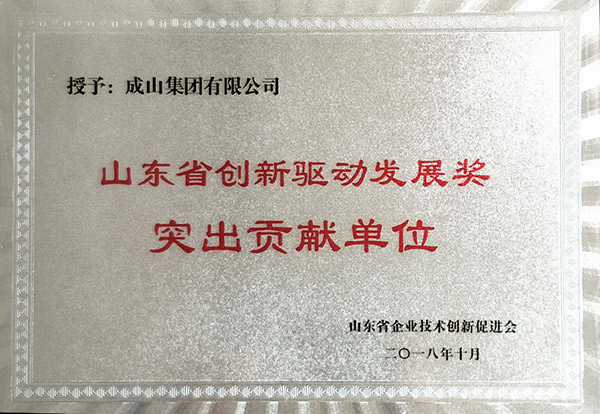 授予：成山集团有限公司
山东省创新驱动发展奖
突出贡献单位
山东省企业技术创新促进会
二〇一八年十月